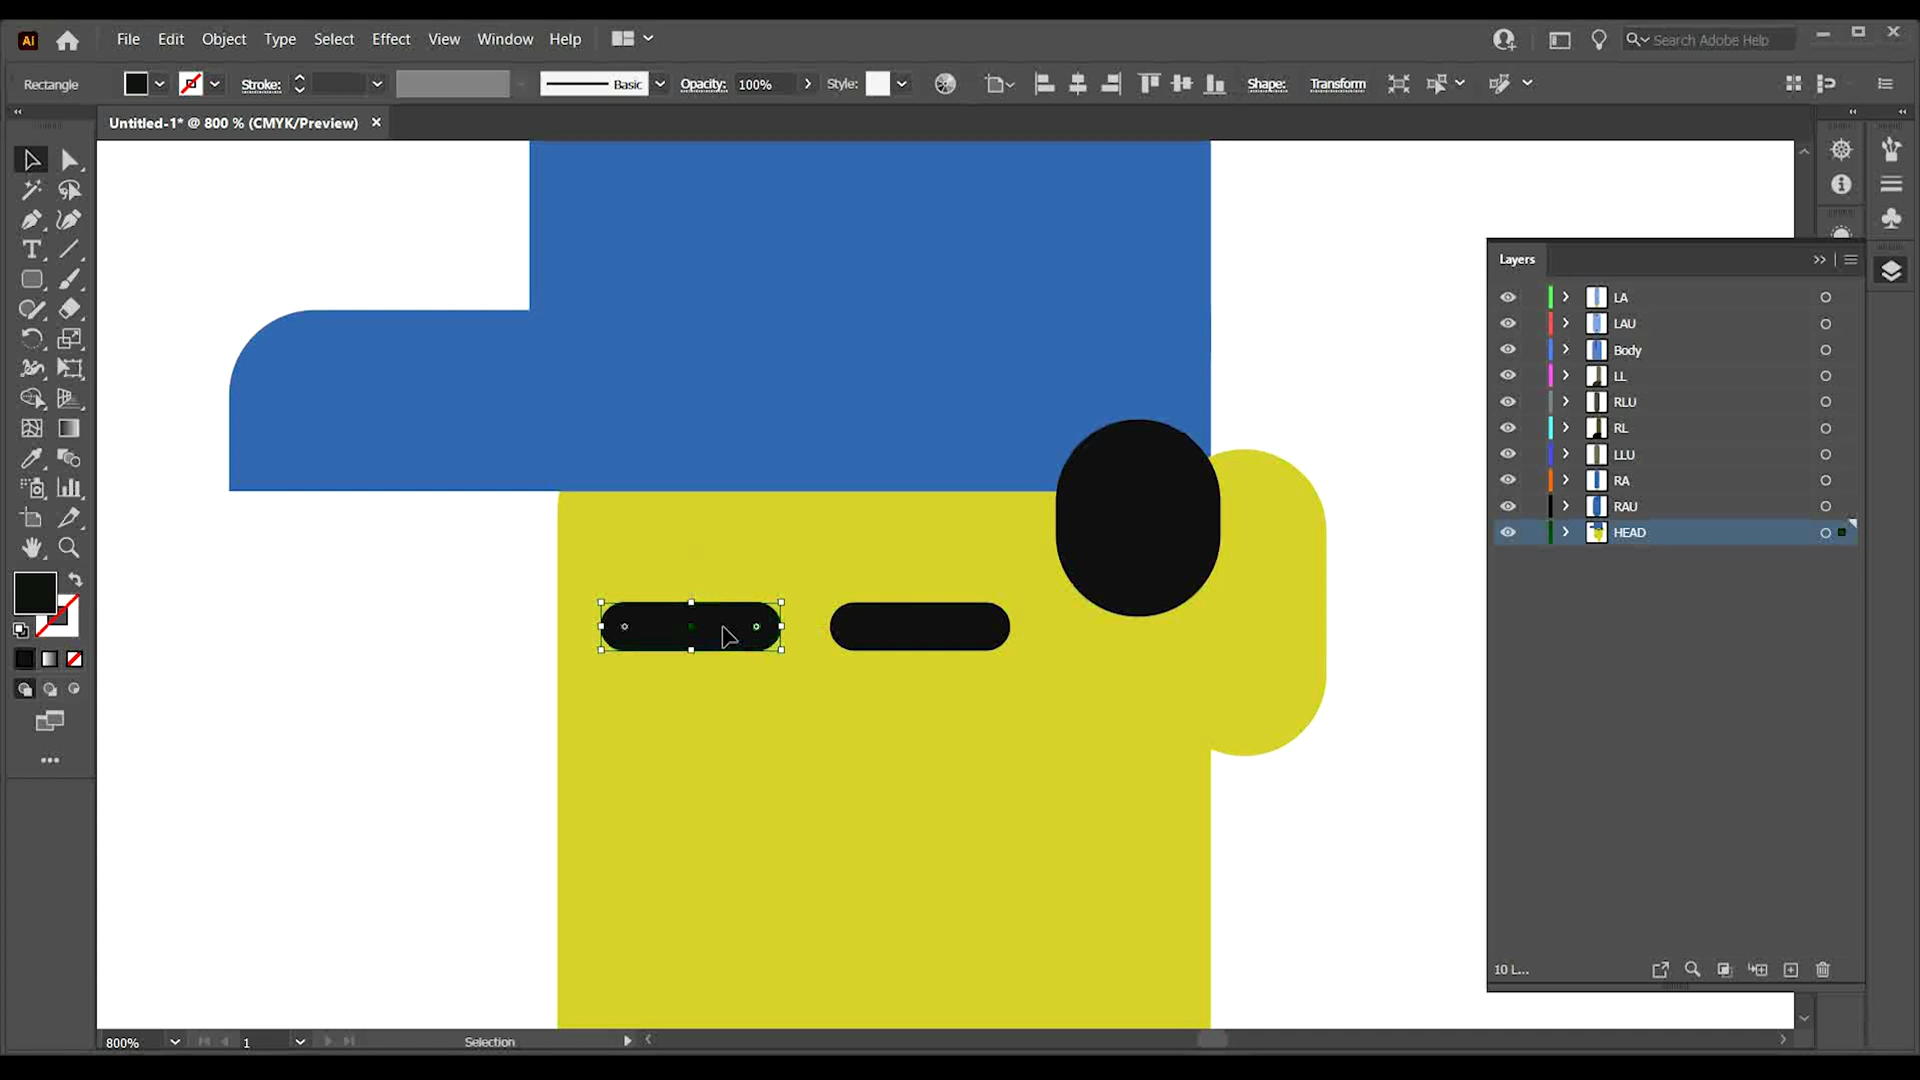 Ai File Edit Object Type Select Effect View Window Help Search Adobe Help
Rectangle Stroke: Basic Opacity: 100% Style: Shape: Transform
Untitled-1* @ 800 % (CMYK/Preview)
Layers
LA
LAU
Body
LL
RLU
RL
LLU
RA
RAU
HEAD
10 L...
800% 1 Selection